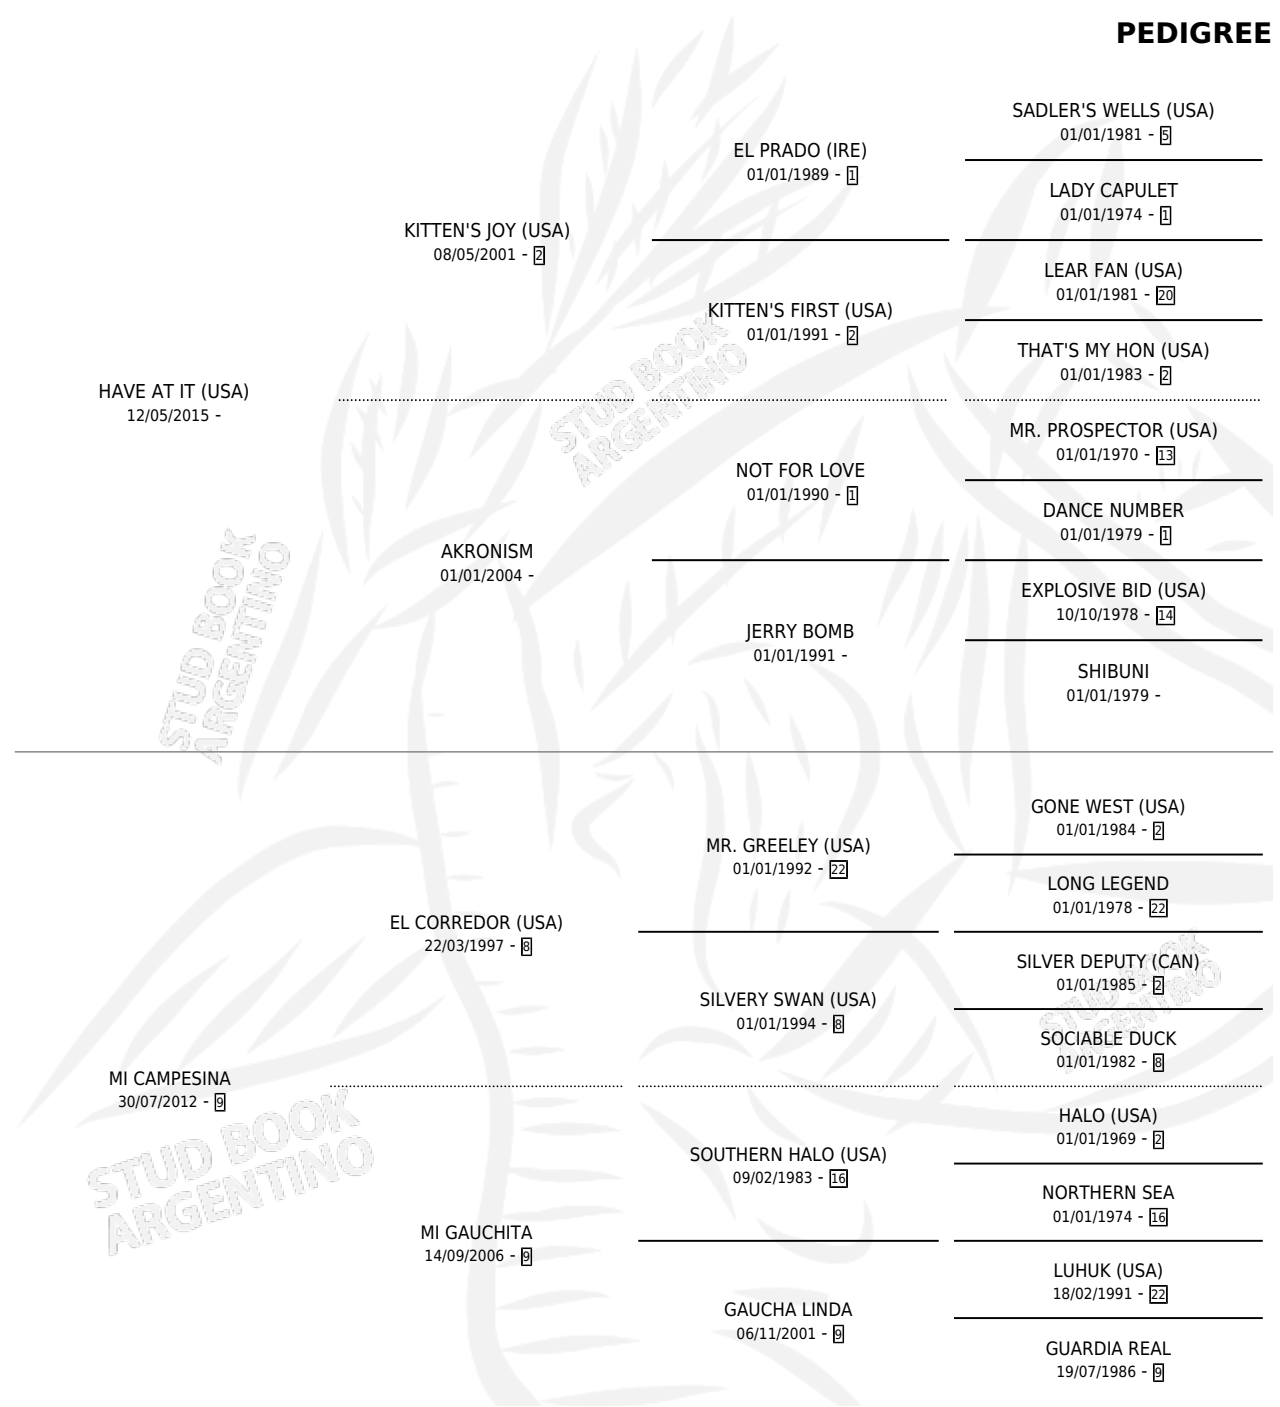 PEDIGREE
SADLER'S WELLS (USA)
01/01/1981 - 5
EL PRADO (IRE)
01/01/1989 - 1
LADY CAPULET
01/01/1974 - 1
KITTEN'S JOY (USA)
08/05/2001 - 2
LEAR FAN (USA)
01/01/1981 - 20
KITTEN'S FIRST (USA)
01/01/1991 - 2
THAT'S MY HON (USA)
01/01/1983 - 2
HAVE AT IT (USA)
12/05/2015 -
MR. PROSPECTOR (USA)
01/01/1970 - 13
NOT FOR LOVE
01/01/1990 - 1
DANCE NUMBER
01/01/1979 - 1
AKRONISM
01/01/2004 -
EXPLOSIVE BID (USA)
10/10/1978 - 14
JERRY BOMB
01/01/1991 -
SHIBUNI
01/01/1979 -
GONE WEST (USA)
01/01/1984 - 2
MR. GREELEY (USA)
01/01/1992 - 22
LONG LEGEND
01/01/1978 - 22
EL CORREDOR (USA)
22/03/1997 - 8
SILVER DEPUTY (CAN)
01/01/1985 - 2
SILVERY SWAN (USA)
01/01/1994 - 8
SOCIABLE DUCK
01/01/1982 - 8
MI CAMPESINA
30/07/2012 - 9
HALO (USA)
01/01/1969 - 2
SOUTHERN HALO (USA)
09/02/1983 - 16
NORTHERN SEA
01/01/1974 - 16
MI GAUCHITA
14/09/2006 - 9
LUHUK (USA)
18/02/1991 - 22
GAUCHA LINDA
06/11/2001 - 9
GUARDIA REAL
19/07/1986 - 9
STUD BOOK
ARGENTINO
STUD BOOK
ARGENTINO
STUD BOOK
ARGENTINO
STUD BOOK
ARGENTINO